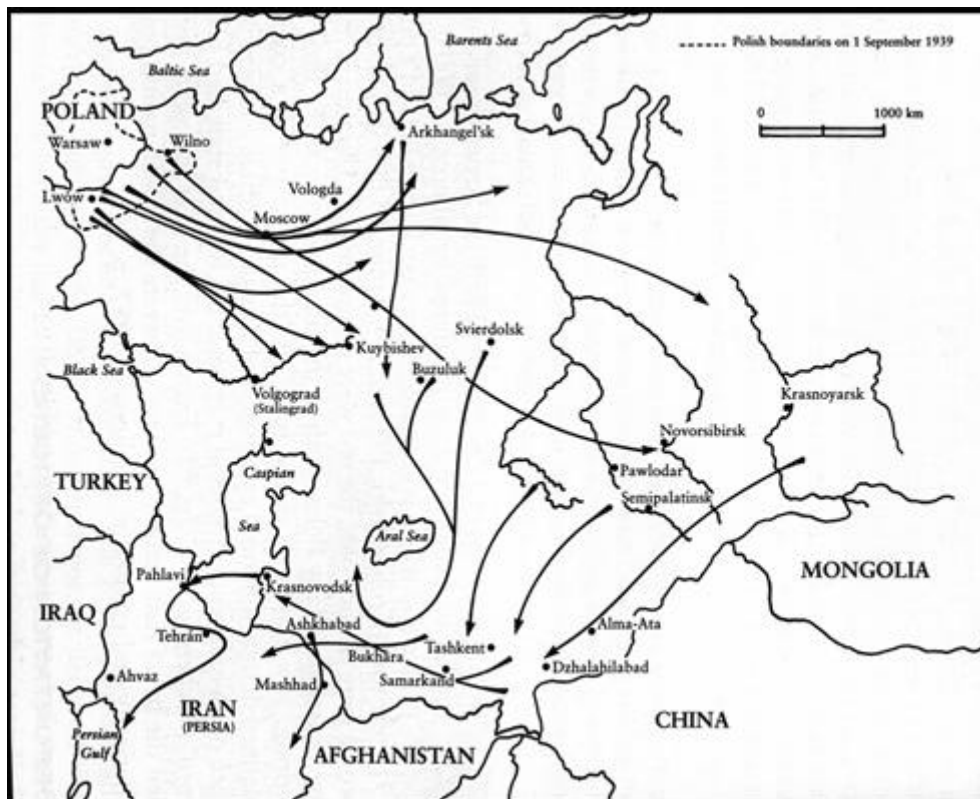 Barents Sea
Polish boundaries on 1 September 1939
Baltic Sea
POLAND
0
1000 km
Arkhangel'sk
Warsaw
Wilno
Vologda
Lwow
Moscow
Svierdolsk
Kuybishev
Buzuluk
Black Sea
Volgograd
(Stalingrad)
Krasnoyarsk
Novorsibirsk
Pawlodar
Caspian
Sea
TURKEY
Semipalatinsk
Aral Sea
MONGOLIA
Pahlavi
Krasnovodsk
IRAQ
Ashkhabad
Alma-Ata
Tehran
Tashkent
Bukhara
Dzhalahilabad
Samarkand
Ahvaz
Mashhad
IRAN
(PERSIA)
CHINA
Persian
Gulf
AFGHANISTAN